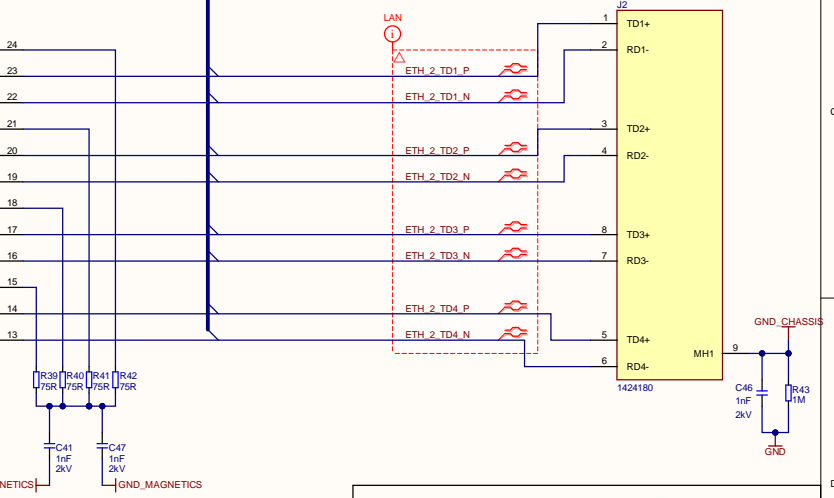 J2
LAN
i
1
TD1+
24
2
RD1-
23
ETH_2_TD1_P
22
ETH_2_TD1_N
21
3
TD2+
20
ETH_2_TD2_P
4
RD2-
19
ETH_2_TD2_N
18
17
ETH_2_TD3_P
8
TD3+
16
ETH_2_TD3_N
7
RD3-
15
14
ETH_2_TD4_P
GND_CHASSIS
13
ETH_2_TD4_N
5
TD4+
MH1
9
6
RD4-
R39
75R
R40
75R
R41
75R
R42
75R
1424180
C46
1nF
2kV
R43
1M
C41
1nF
2kV
C47
1nF
2kV
GND
NETICS
GND_MAGNETICS